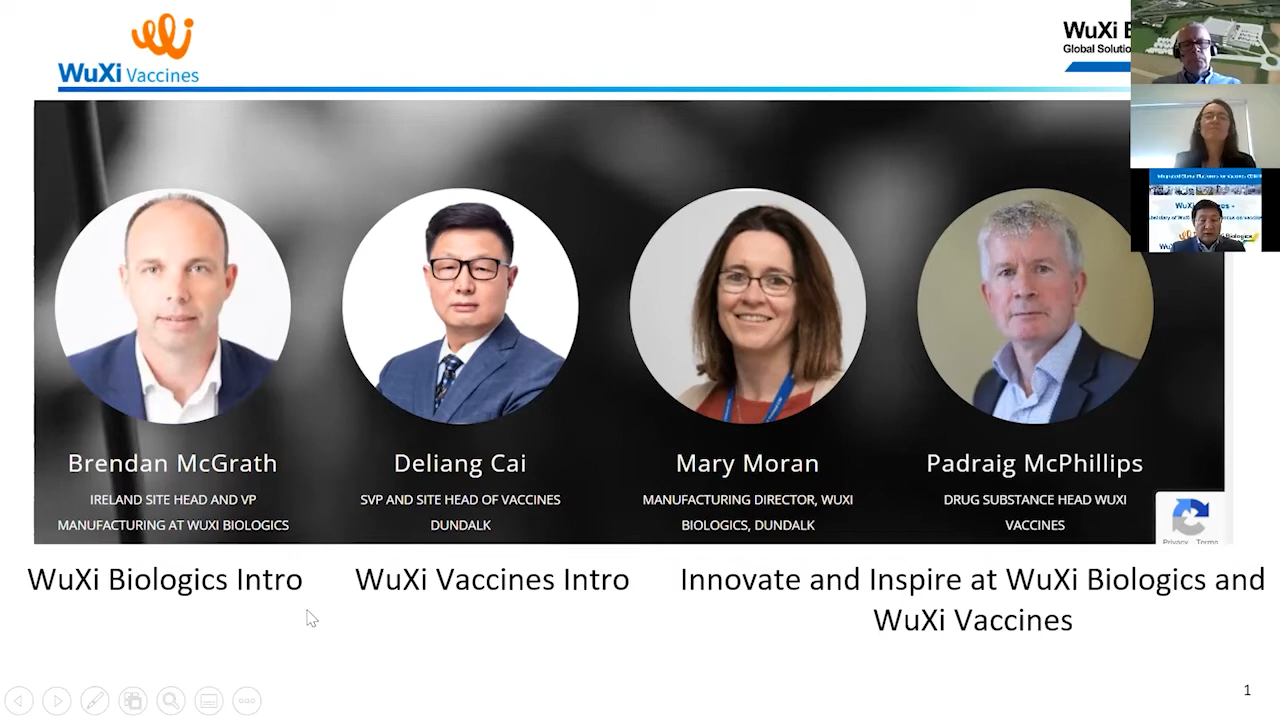 WuXi Vaccines
WuXi
Global
Brendan McGrath
IRELAND SITE HEAD AND VP
MANUFACTURING AT WUXI BIOLOGICS
Deliang Cai
SVP AND SITE HEAD OF VACCINES
DUNDALK
Mary Moran
MANUFACTURING DIRECTOR, WUXI
BIOLOGICS, DUNDALK
Padraig McPhillips
DRUG SUBSTANCE HEAD WUXI
VACCINES
Privacy Terms
WuXi Biologics Intro
WuXi Vaccines Intro
Innovate and Inspire at WuXi Biologics and
WuXi Vaccines
1